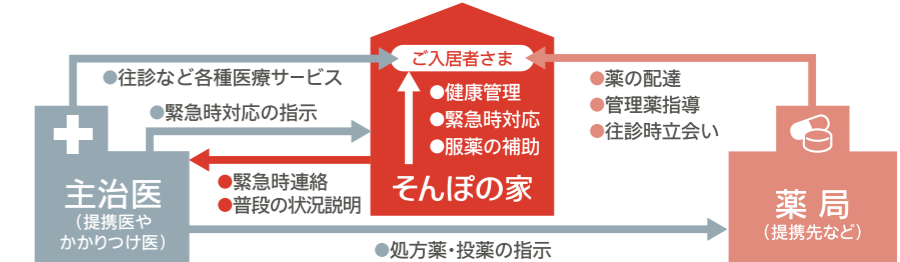 ご入居者さま
●往診など各種医療サービス
●緊急時対応の指示
●健康管理
●緊急時対応
●服薬の補助
そんぽの家
●薬の配達
●管理薬指導
●往診時立会い
●緊急時連絡
●普段の状況説明
主治医
（提携医や
かかりつけ医）
薬局
（提携先など）
●処方薬・投薬の指示